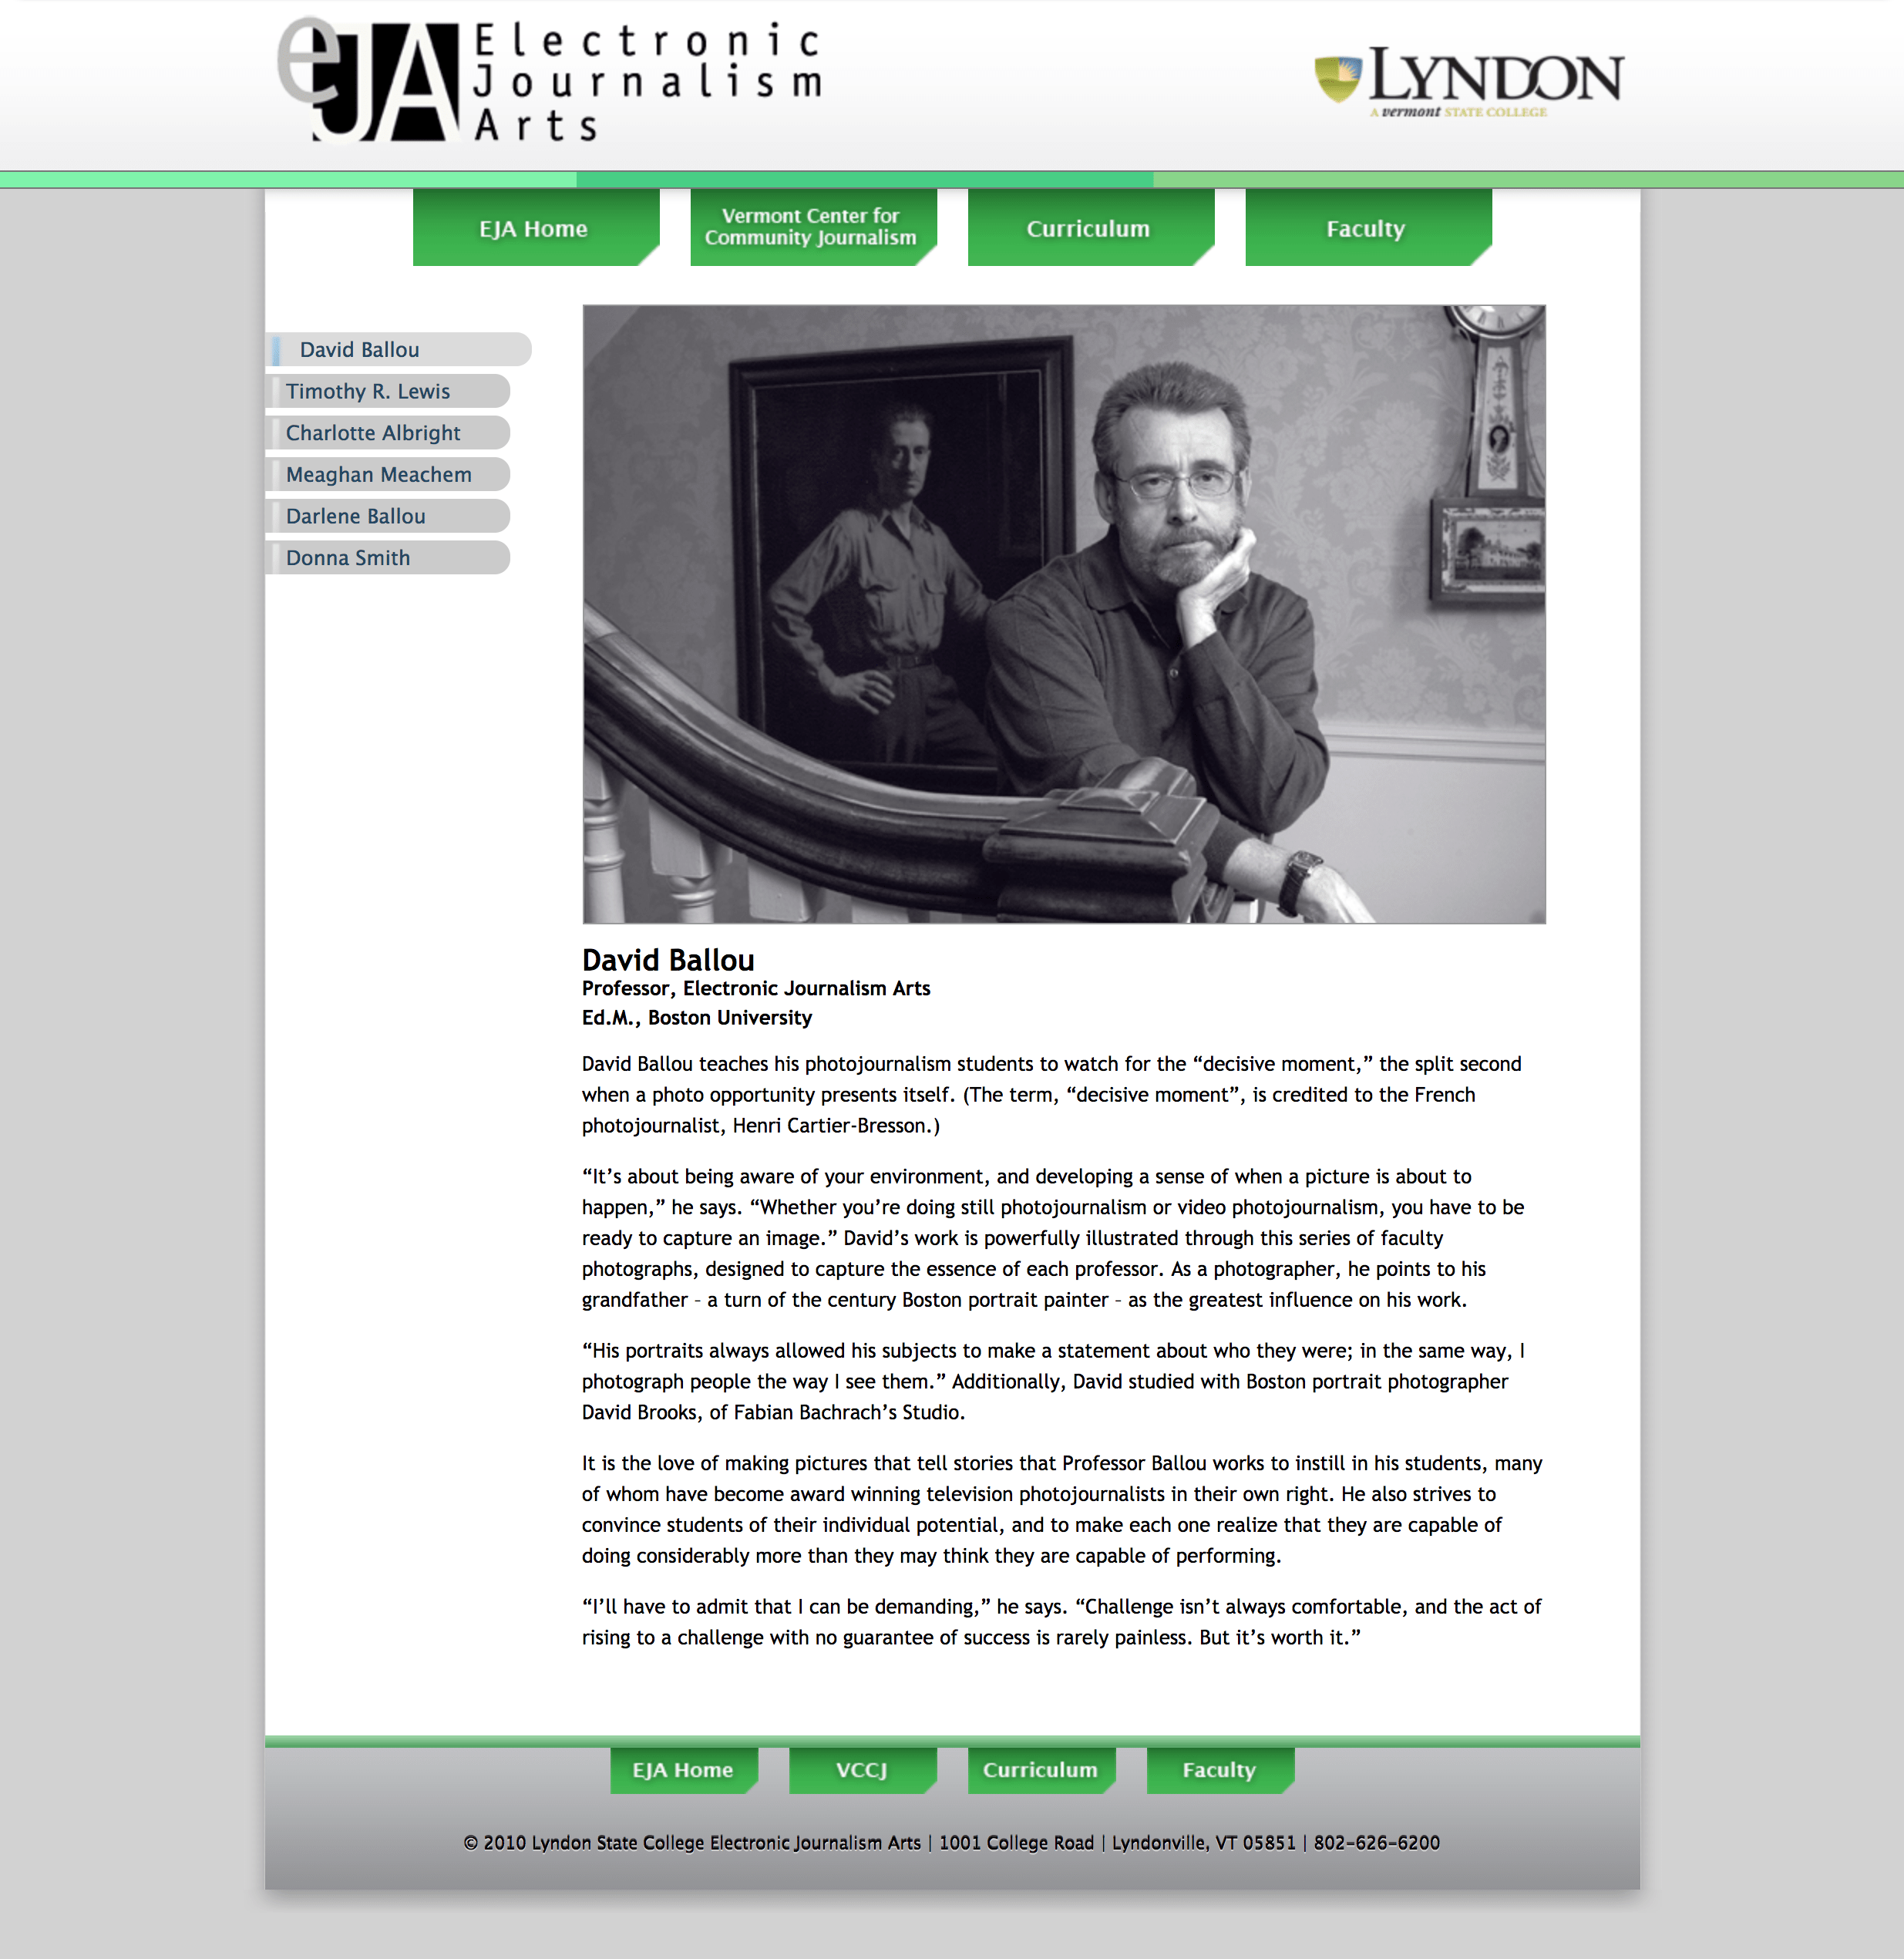 eJA Electronic
Journalism
Arts
LYNDON
A vermont STATE COLLEGE
EJA Home
Vermont Center for
Community Journalism
Curriculum
Faculty
David Ballou
Timothy R. Lewis
Charlotte Albright
Meaghan Meachem
Darlene Ballou
Donna Smith
David Ballou
Professor, Electronic Journalism Arts
Ed.M., Boston University
David Ballou teaches his photojournalism students to watch for the “decisive moment,” the split second
when a photo opportunity presents itself. (The term, “decisive moment”, is credited to the French
photojournalist, Henri Cartier-Bresson.)
“It’s about being aware of your environment, and developing a sense of when a picture is about to
happen,” he says. “Whether you’re doing still photojournalism or video photojournalism, you have to be
ready to capture an image.” David’s work is powerfully illustrated through this series of faculty
photographs, designed to capture the essence of each professor. As a photographer, he points to his
grandfather – a turn of the century Boston portrait painter – as the greatest influence on his work.
“His portraits always allowed his subjects to make a statement about who they were; in the same way, I
photograph people the way I see them.” Additionally, David studied with Boston portrait photographer
David Brooks, of Fabian Bachrach’s Studio.
It is the love of making pictures that tell stories that Professor Ballou works to instill in his students, many
of whom have become award winning television photojournalists in their own right. He also strives to
convince students of their individual potential, and to make each one realize that they are capable of
doing considerably more than they may think they are capable of performing.
“I’ll have to admit that I can be demanding,” he says. “Challenge isn’t always comfortable, and the act of
rising to a challenge with no guarantee of success is rarely painless. But it’s worth it.”
EJA Home
VCCJ
Curriculum
Faculty
© 2010 Lyndon State College Electronic Journalism Arts | 1001 College Road | Lyndonville, VT 05851 | 802-626-6200